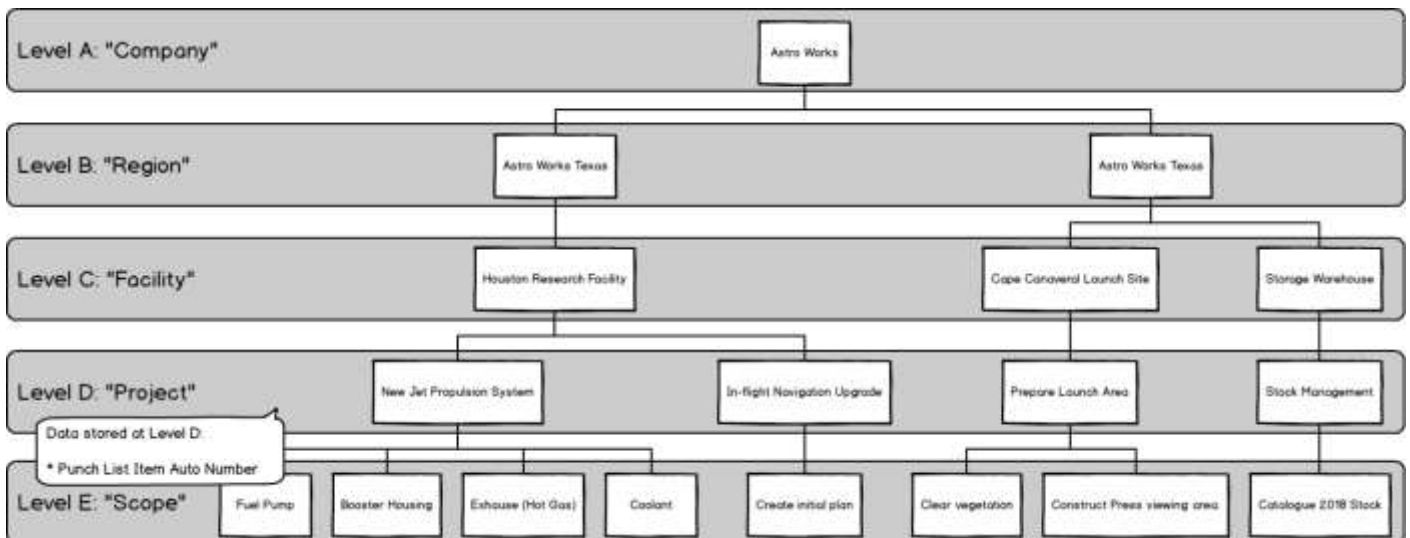 Level A: "Company"
Astro Works
Level B: "Region"
Astro Works Texas
Astro Works Texas
Level C: "Facility"
Houston Research Facility
Cape Canaveral Launch Site
Storage Warehouse
Level D: "Project"
New Jet Propulsion System
In-flight Navigation Upgrade
Prepare Launch Area
Stock Management
Data stored at Level D:
* Punch List Item Auto Number
Level E: "Scope"
Fuel Pump
Booster Housing
Exhouse (Hot Gas)
Coolant
Create initial plan
Clear vegetation
Construct Press viewing area
Catalogue 2018 Stock